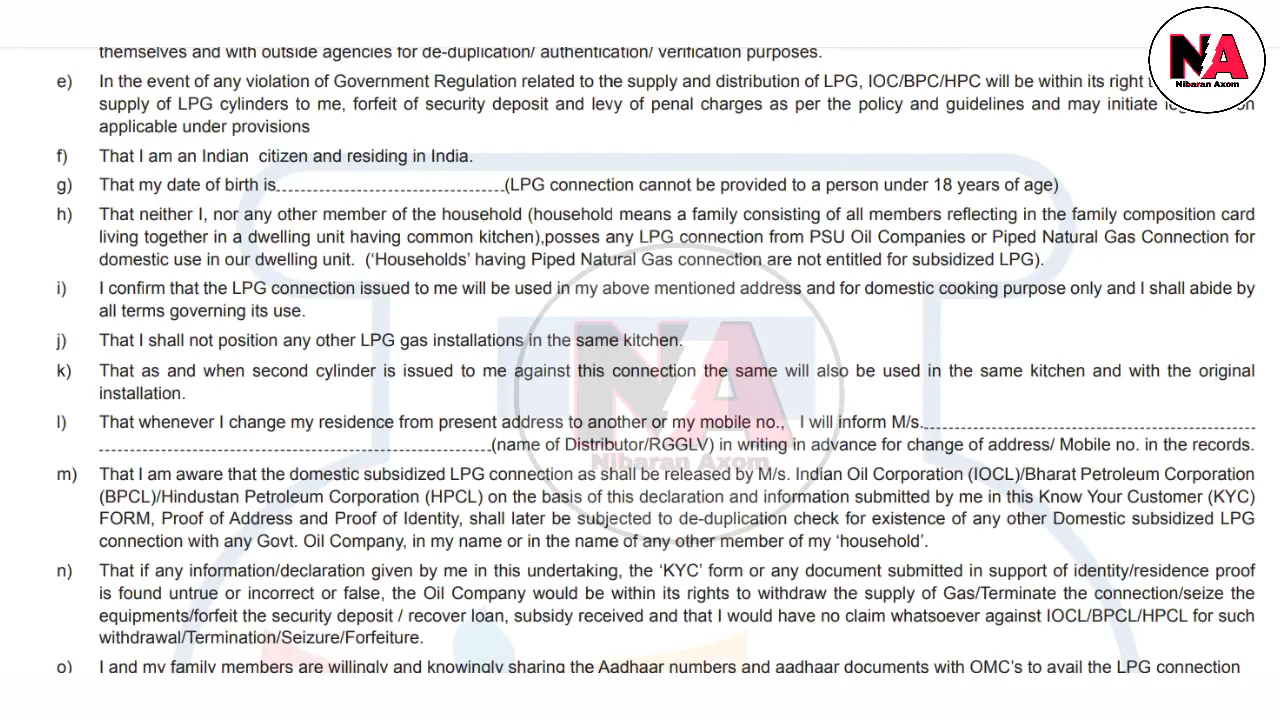 themselves and with outside agencies for de-duplication/ authentication/ verification purposes.
NA
Nibaran Axom
e) In the event of any violation of Government Regulation related to the supply and distribution of LPG, IOC/BPC/HPC will be within its right
supply of LPG cylinders to me, forfeit of security deposit and levy of penal charges as per the policy and guidelines and may initiate
applicable under provisions
f) That I am an Indian citizen and residing in India.
g) That my date of birth is......................................(LPG connection cannot be provided to a person under 18 years of age)
h) That neither I, nor any other member of the household (household means a family consisting of all members reflecting in the family composition card
living together in a dwelling unit having common kitchen),posses any LPG connection from PSU Oil Companies or Piped Natural Gas Connection for
domestic use in our dwelling unit. (‘Households’ having Piped Natural Gas connection are not entitled for subsidized LPG).
i) I confirm that the LPG connection issued to me will be used in my above mentioned address and for domestic cooking purpose only and I shall abide by
all terms governing its use.
j) That I shall not position any other LPG gas installations in the same kitchen.
k) That as and when second cylinder is issued to me against this connection the same will also be used in the same kitchen and with the original
installation.
l) That whenever I change my residence from present address to another or my mobile no., I will inform M/s.......................................................
.................................................................(name of Distributor/RGGLV) in writing in advance for change of address/ Mobile no. in the records.
NA
Nibaran Axom
m) That I am aware that the domestic subsidized LPG connection as shall be released by M/s. Indian Oil Corporation (IOCL)/Bharat Petroleum Corporation
(BPCL)/Hindustan Petroleum Corporation (HPCL) on the basis of this declaration and information submitted by me in this Know Your Customer (KYC)
FORM, Proof of Address and Proof of Identity, shall later be subjected to de-duplication check for existence of any other Domestic subsidized LPG
connection with any Govt. Oil Company, in my name or in the name of any other member of my ‘household’.
n) That if any information/declaration given by me in this undertaking, the ‘KYC’ form or any document submitted in support of identity/residence proof
is found untrue or incorrect or false, the Oil Company would be within its rights to withdraw the supply of Gas/Terminate the connection/seize the
equipments/forfeit the security deposit / recover loan, subsidy received and that I would have no claim whatsoever against IOCL/BPCL/HPCL for such
withdrawal/Termination/Seizure/Forfeiture.
o) I and my family members are willingly and knowingly sharing the Aadhaar numbers and aadhaar documents with OMC’s to avail the LPG connection